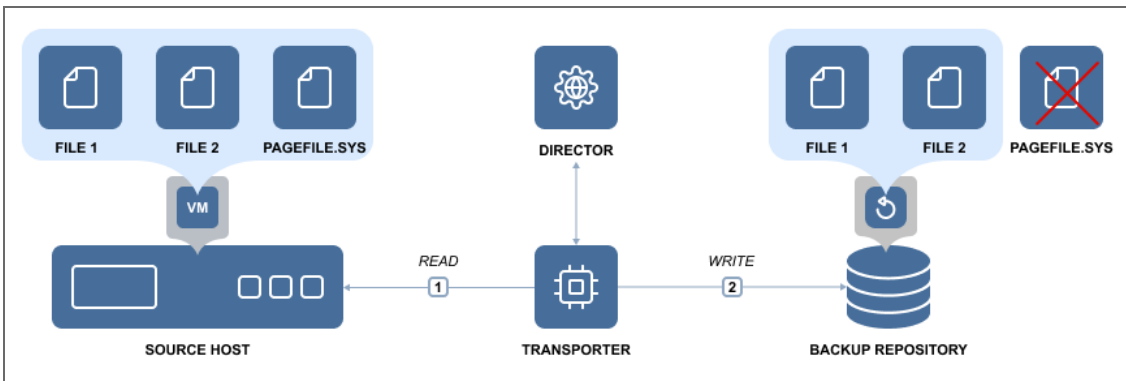 FILE 1
FILE 2
PAGEFILE.SYS
DIRECTOR
FILE 1
FILE 2
PAGEFILE.SYS
VM
READ
1
WRITE
2
SOURCE HOST
TRANSPORTER
BACKUP REPOSITORY